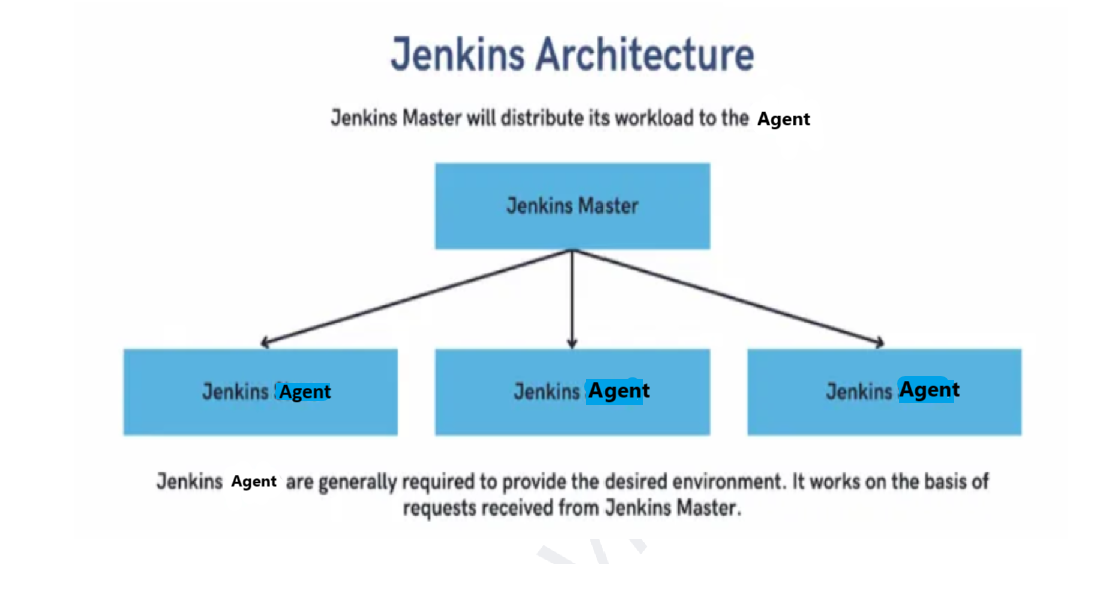 Jenkins Architecture
Jenkins Master will distribute its workload to the Agent
Jenkins Master
Jenkins Agent
Jenkins Agent
Jenkins Agent
Jenkins Agent are generally required to provide the desired environment. It works on the basis of
requests received from Jenkins Master.